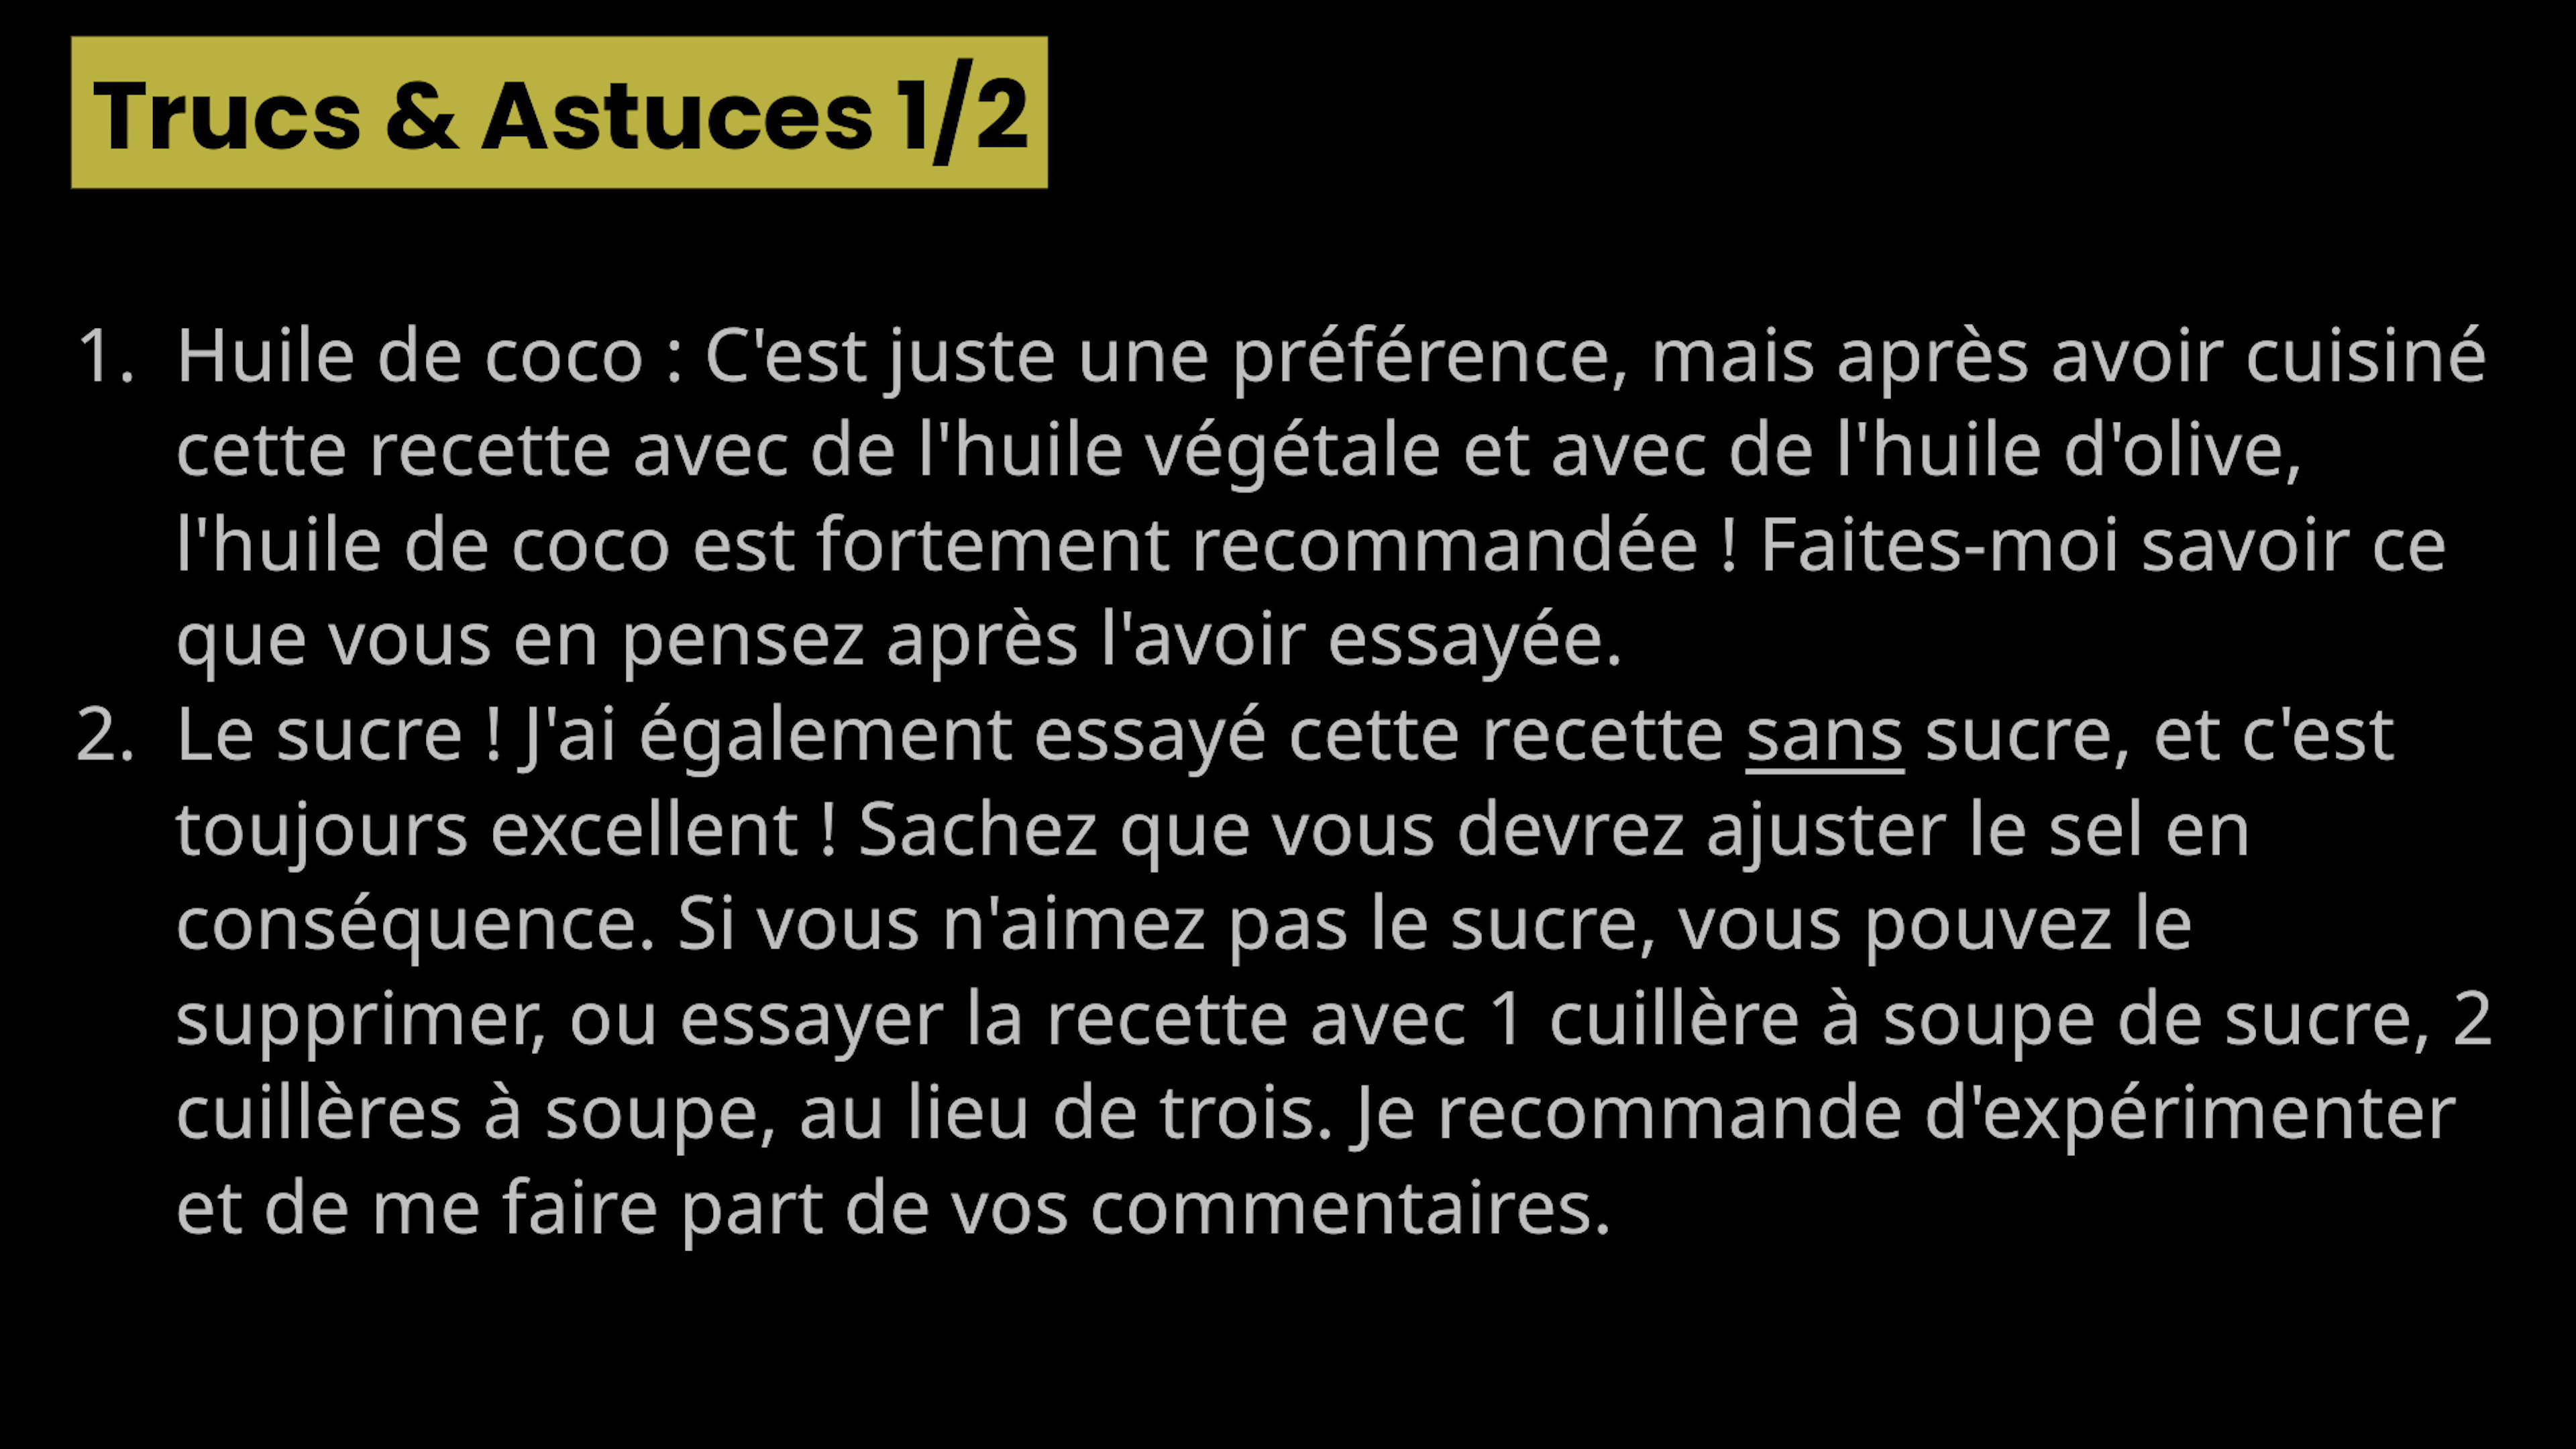 Trucs & Astuces 1/2
1. Huile de coco : C'est juste une préférence, mais après avoir cuisiné
cette recette avec de l'huile végétale et avec de l'huile d'olive,
l'huile de coco est fortement recommandée ! Faites-moi savoir ce
que vous en pensez après l'avoir essayée.
2. Le sucre ! J'ai également essayé cette recette sans sucre, et c'est
toujours excellent ! Sachez que vous devrez ajuster le sel en
conséquence. Si vous n'aimez pas le sucre, vous pouvez le
supprimer, ou essayer la recette avec 1 cuillère à soupe de sucre, 2
cuillères à soupe, au lieu de trois. Je recommande d'expérimenter
et de me faire part de vos commentaires.